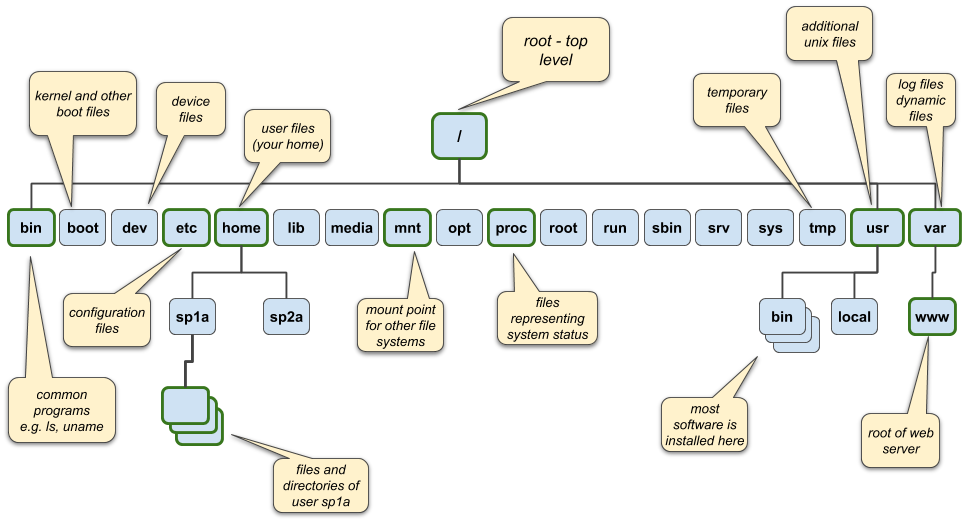 root - top
level
additional
unix files
kernel and other
boot files
device
files
user files
(your home)
temporary
files
log files
dynamic
files
/
bin
boot
dev
etc
home
lib
media
mnt
opt
proc
root
run
sbin
srv
sys
tmp
usr
var
configuration
files
sp1a
sp2a
mount point
for other file
systems
files
representing
system status
bin
local
www
common
programs
e.g. ls, uname
most
software is
installed here
root of web
server
files and
directories of
user sp1a